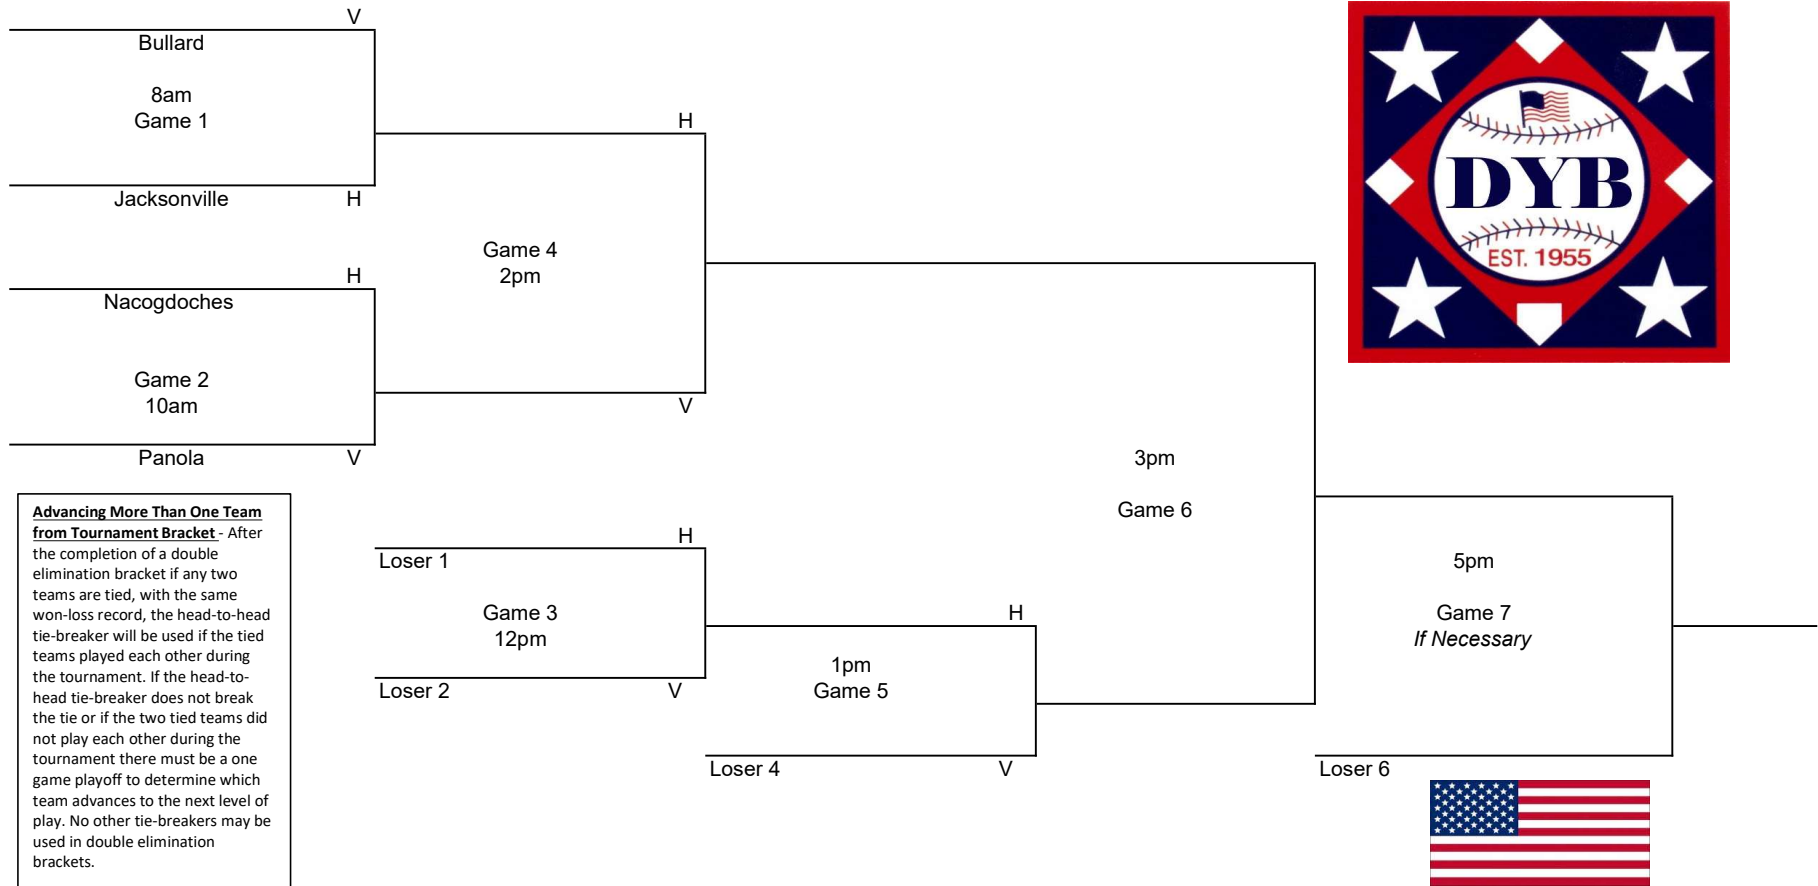 V
Bullard
8am
Game 1
Jacksonville H
H
Nacogdoches
Game 2
10am
Panola V
H
Game 4
2pm
V
DYB
EST. 1955
Advancing More Than One Team
from Tournament Bracket - After
the completion of a double
elimination bracket if any two
teams are tied, with the same
won-loss record, the head-to-head
tie-breaker will be used if the tied
teams played each other during
the tournament. If the head-to-
head tie-breaker does not break
the tie or if the two tied teams did
not play each other during the
tournament there must be a one
game playoff to determine which
team advances to the next level of
play. No other tie-breakers may be
used in double elimination
brackets.
H
Loser 1
Game 3
12pm
Loser 2 V
H
1pm
Game 5
Loser 4 V
3pm
Game 6
5pm
Game 7
If Necessary
Loser 6